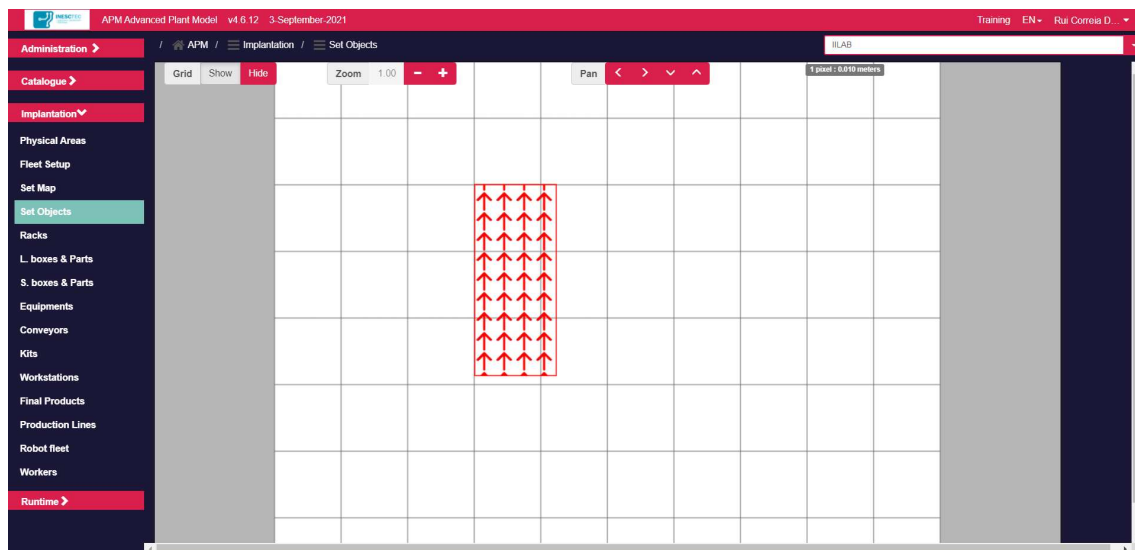 INESCTEC APM Advanced Plant Model v4.6.12 3-September-2021 Training EN Rui Correia D...
Administration
/ APM / Implantation / Set Objects IILAB
Grid Show Hide Zoom 1.00 Pan 1 pixel : 0.010 meters
Catalogue
Implantation
Physical Areas
Fleet Setup
Set Map
Set Objects
Racks
L. boxes & Parts
S. boxes & Parts
Equipments
Conveyors
Kits
Workstations
Final Products
Production Lines
Robot fleet
Workers
Runtime